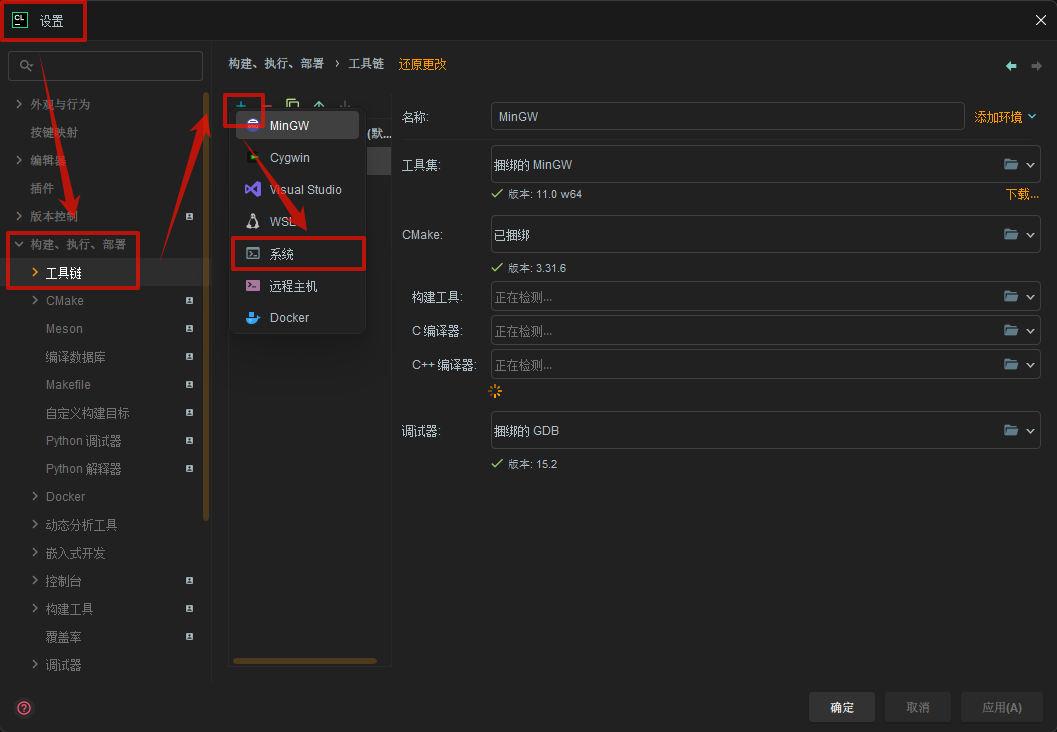 CL
设置
构建、执行、部署 › 工具链 还原更改
外观与行为
按键映射
编辑器
插件
版本控制
构建、执行、部署
工具链
CMake
Meson
编译数据库
Makefile
自定义构建目标
Python 调试器
Python 解释器
Docker
动态分析工具
嵌入式开发
控制台
构建工具
覆盖率
调试器
(默...
MinGW
Cygwin
Visual Studio
WSL
系统
远程主机
Docker
名称: MinGW 添加环境
工具集: 捆绑的 MinGW
版本: 11.0 w64 下载...
CMake: 已捆绑
版本: 3.31.6
构建工具: 正在检测...
C 编译器: 正在检测...
C++ 编译器: 正在检测...
调试器: 捆绑的 GDB
版本: 15.2
确定 取消 应用(A)